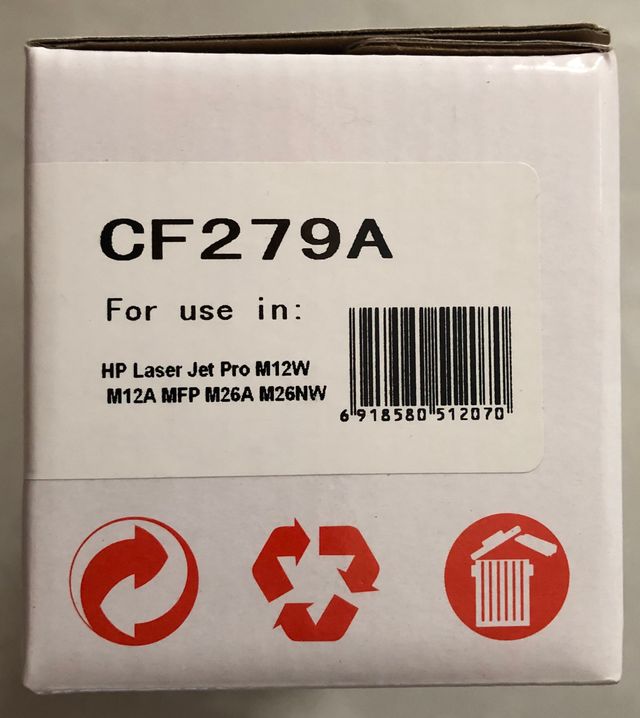 CF279A
For use in:
HP Laser Jet Pro M12W
M12A MFP M26A M26NW
6 918580 512070